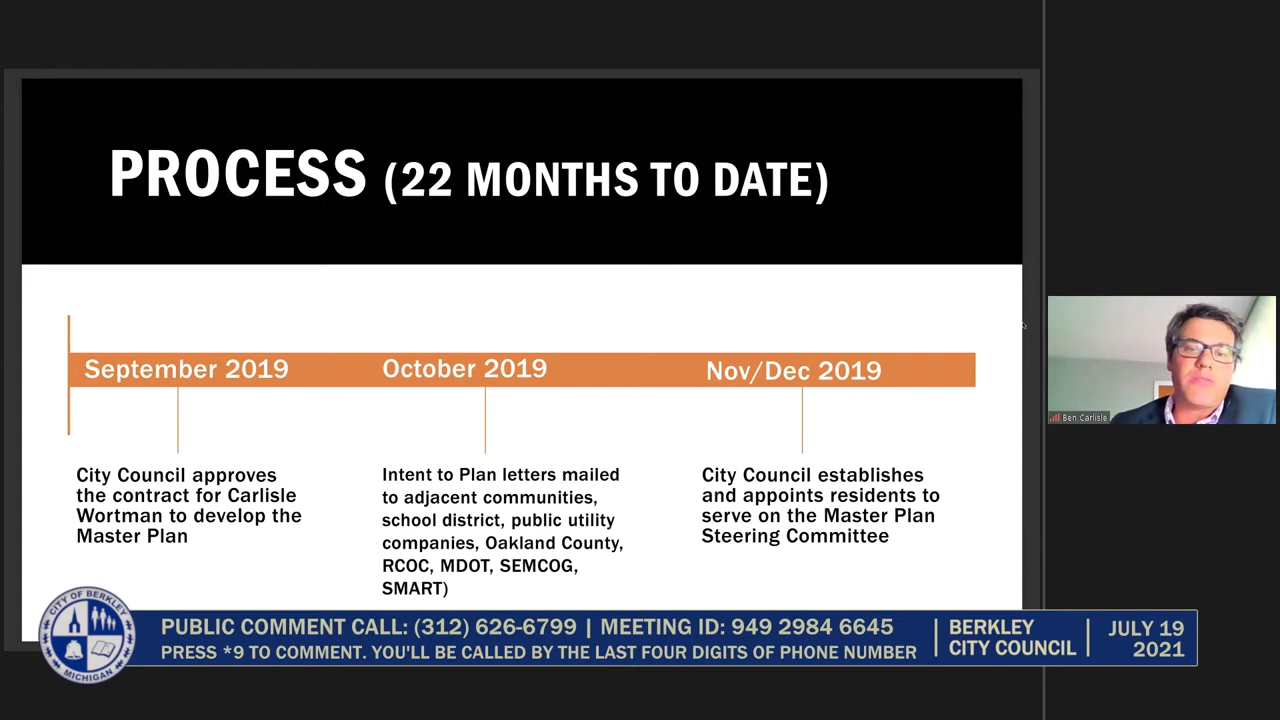 PROCESS (22 MONTHS TO DATE)
September 2019
October 2019
Nov/Dec 2019
City Council approves
the contract for Carlisle
Wortman to develop the
Master Plan
Intent to Plan letters mailed
to adjacent communities,
school district, public utility
companies, Oakland County,
RCOC, MDOT, SEMCOG,
SMART)
City Council establishes
and appoints residents to
serve on the Master Plan
Steering Committee
Ben Carlisle
CITY OF BERKLEY
MICHIGAN
PUBLIC COMMENT CALL: (312) 626-6799 | MEETING ID: 949 2984 6645
PRESS *9 TO COMMENT. YOU'LL BE CALLED BY THE LAST FOUR DIGITS OF PHONE NUMBER
BERKLEY
CITY COUNCIL
JULY 19
2021